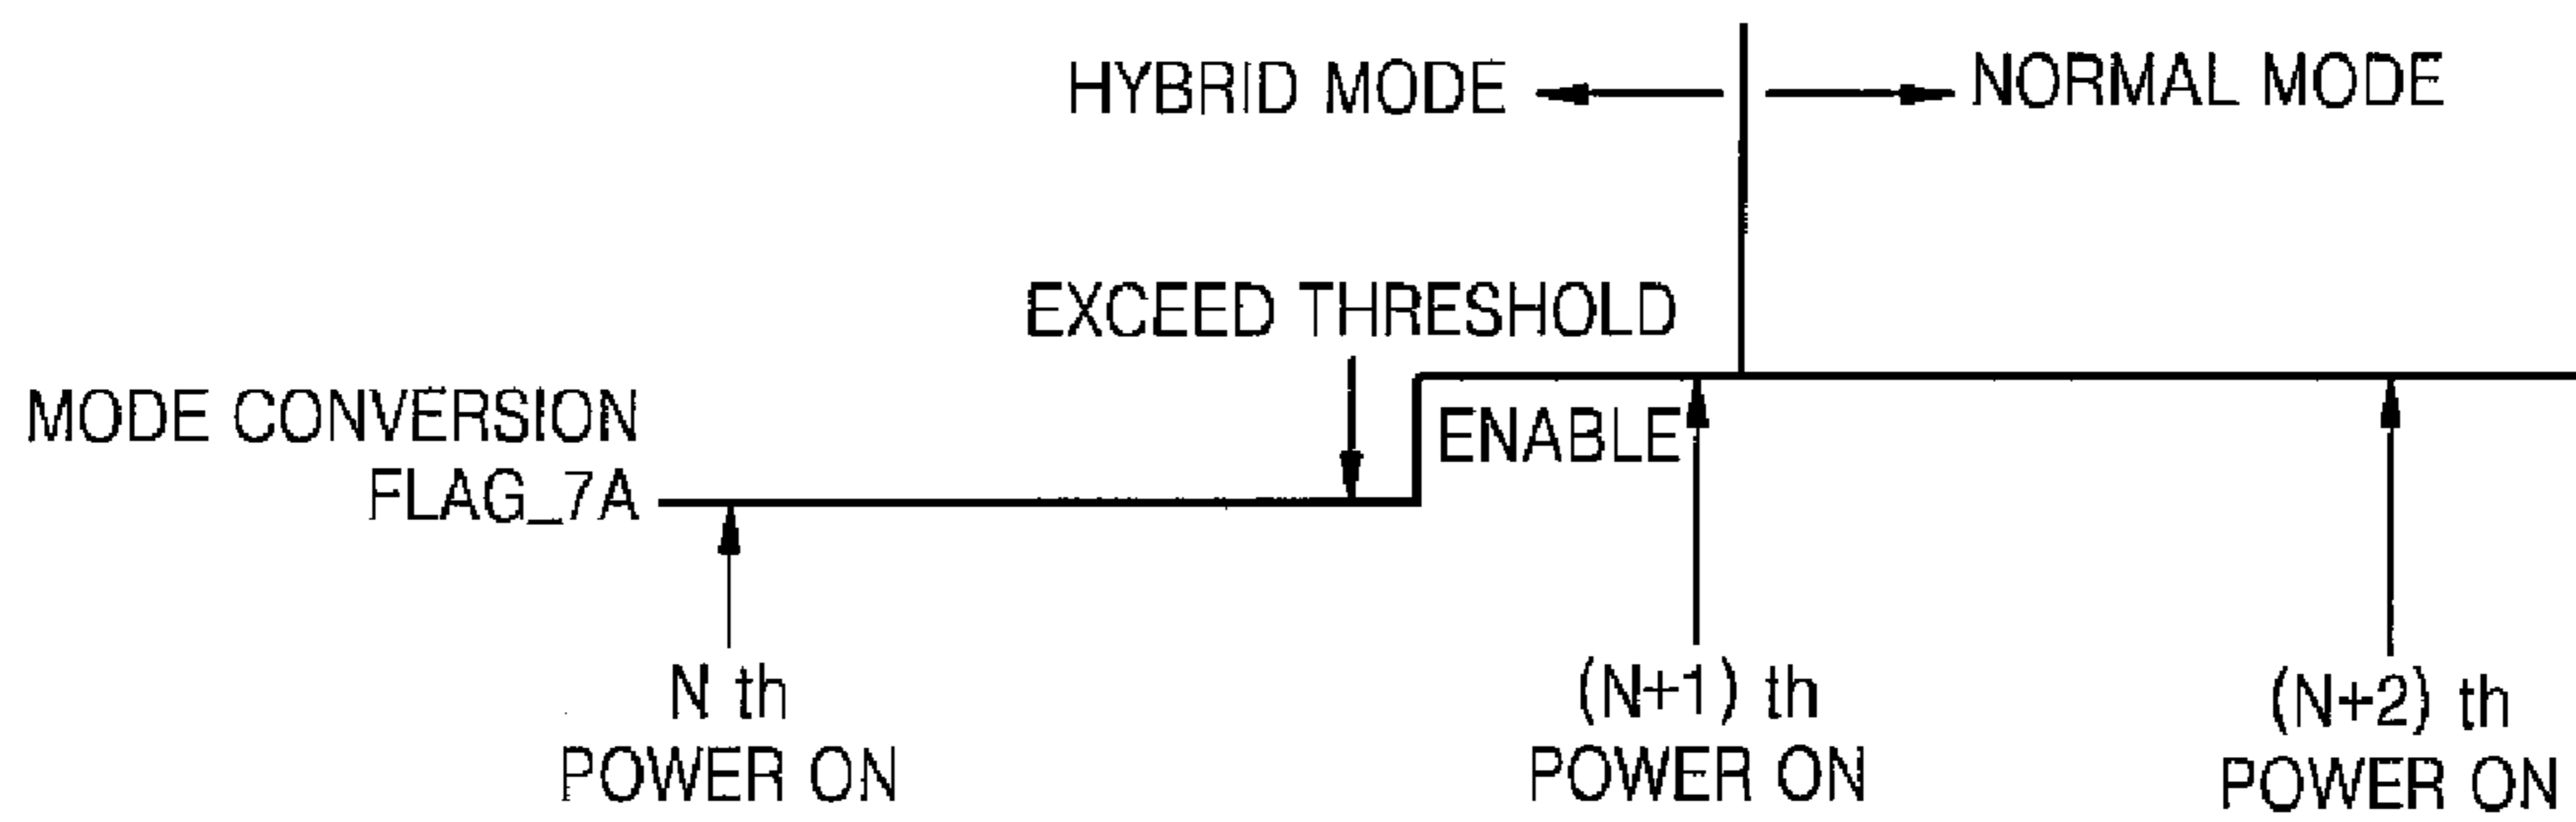 HYBRID MODE
NORMAL MODE
EXCEED THRESHOLD
MODE CONVERSION
FLAG_7A
ENABLE
N th
POWER ON
(N+1) th
POWER ON
(N+2) th
POWER ON